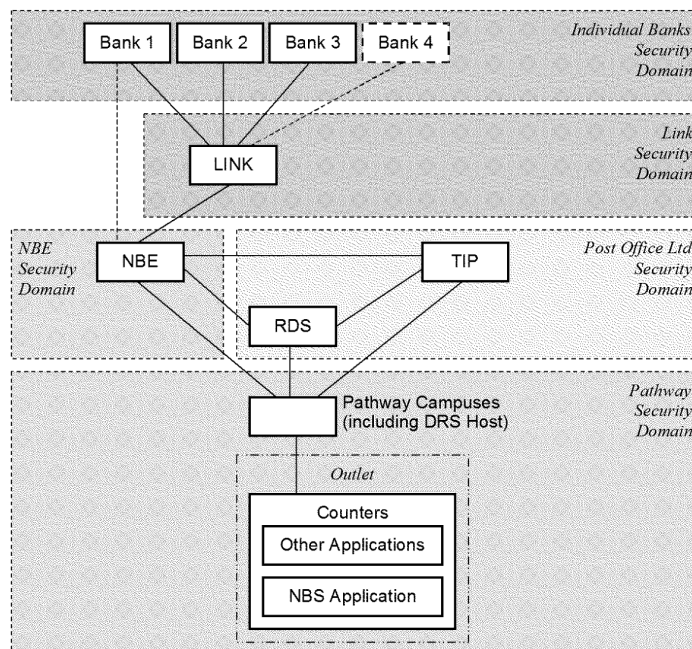 Bank 1
Bank 2
Bank 3
Bank 4
Individual Banks
Security
Domain
LINK
Link
Security
Domain
NBE
Security
Domain
NBE
TIP
Post Office Ltd
Security
Domain
RDS
Pathway Campuses
(including DRS Host)
Pathway
Security
Domain
Outlet
Counters
Other Applications
NBS Application